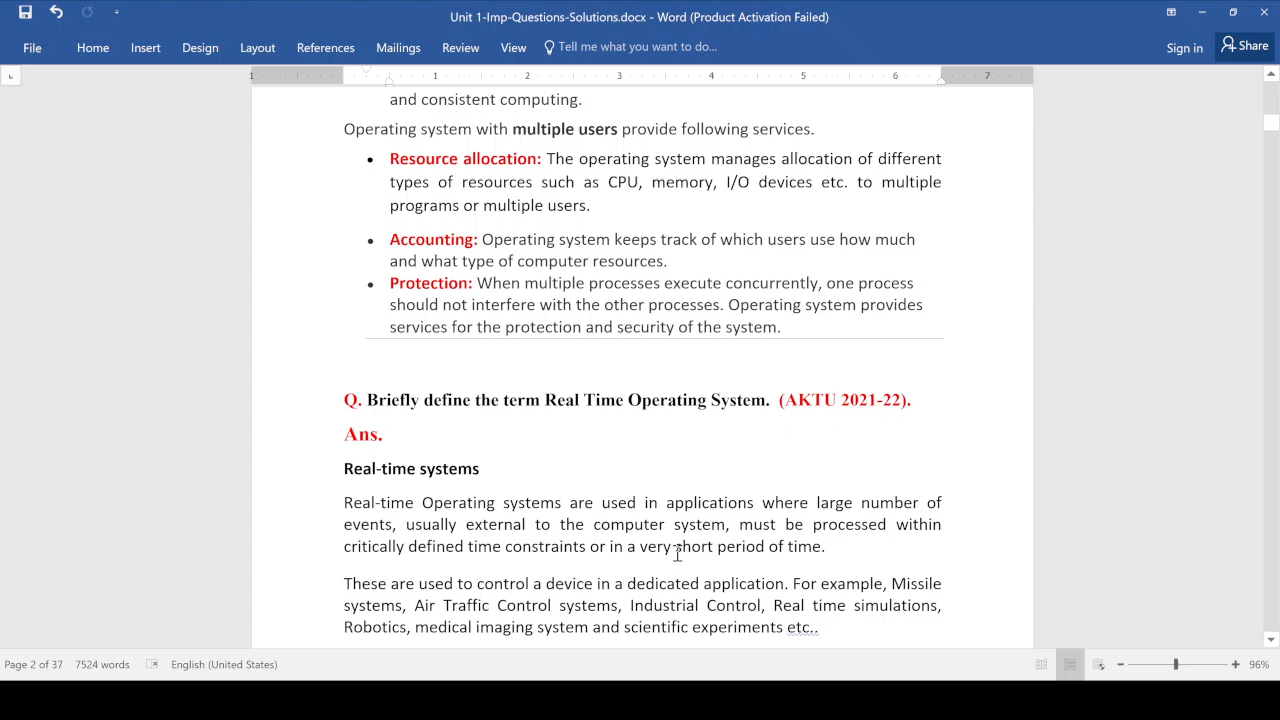 Unit 1-Imp-Questions-Solutions.docx - Word (Product Activation Failed)
File Home Insert Design Layout References Mailings Review View Tell me what you want to do... Sign in Share
1 1 2 3 4 5 6 7
and consistent computing.
Operating system with multiple users provide following services.
• Resource allocation: The operating system manages allocation of different
types of resources such as CPU, memory, I/O devices etc. to multiple
programs or multiple users.
• Accounting: Operating system keeps track of which users use how much
and what type of computer resources.
• Protection: When multiple processes execute concurrently, one process
should not interfere with the other processes. Operating system provides
services for the protection and security of the system.
Q. Briefly define the term Real Time Operating System. (AKTU 2021-22).
Ans.
Real-time systems
Real-time Operating systems are used in applications where large number of
events, usually external to the computer system, must be processed within
critically defined time constraints or in a very short period of time.
These are used to control a device in a dedicated application. For example, Missile
systems, Air Traffic Control systems, Industrial Control, Real time simulations,
Robotics, medical imaging system and scientific experiments etc..
Page 2 of 37 7524 words English (United States) 96%